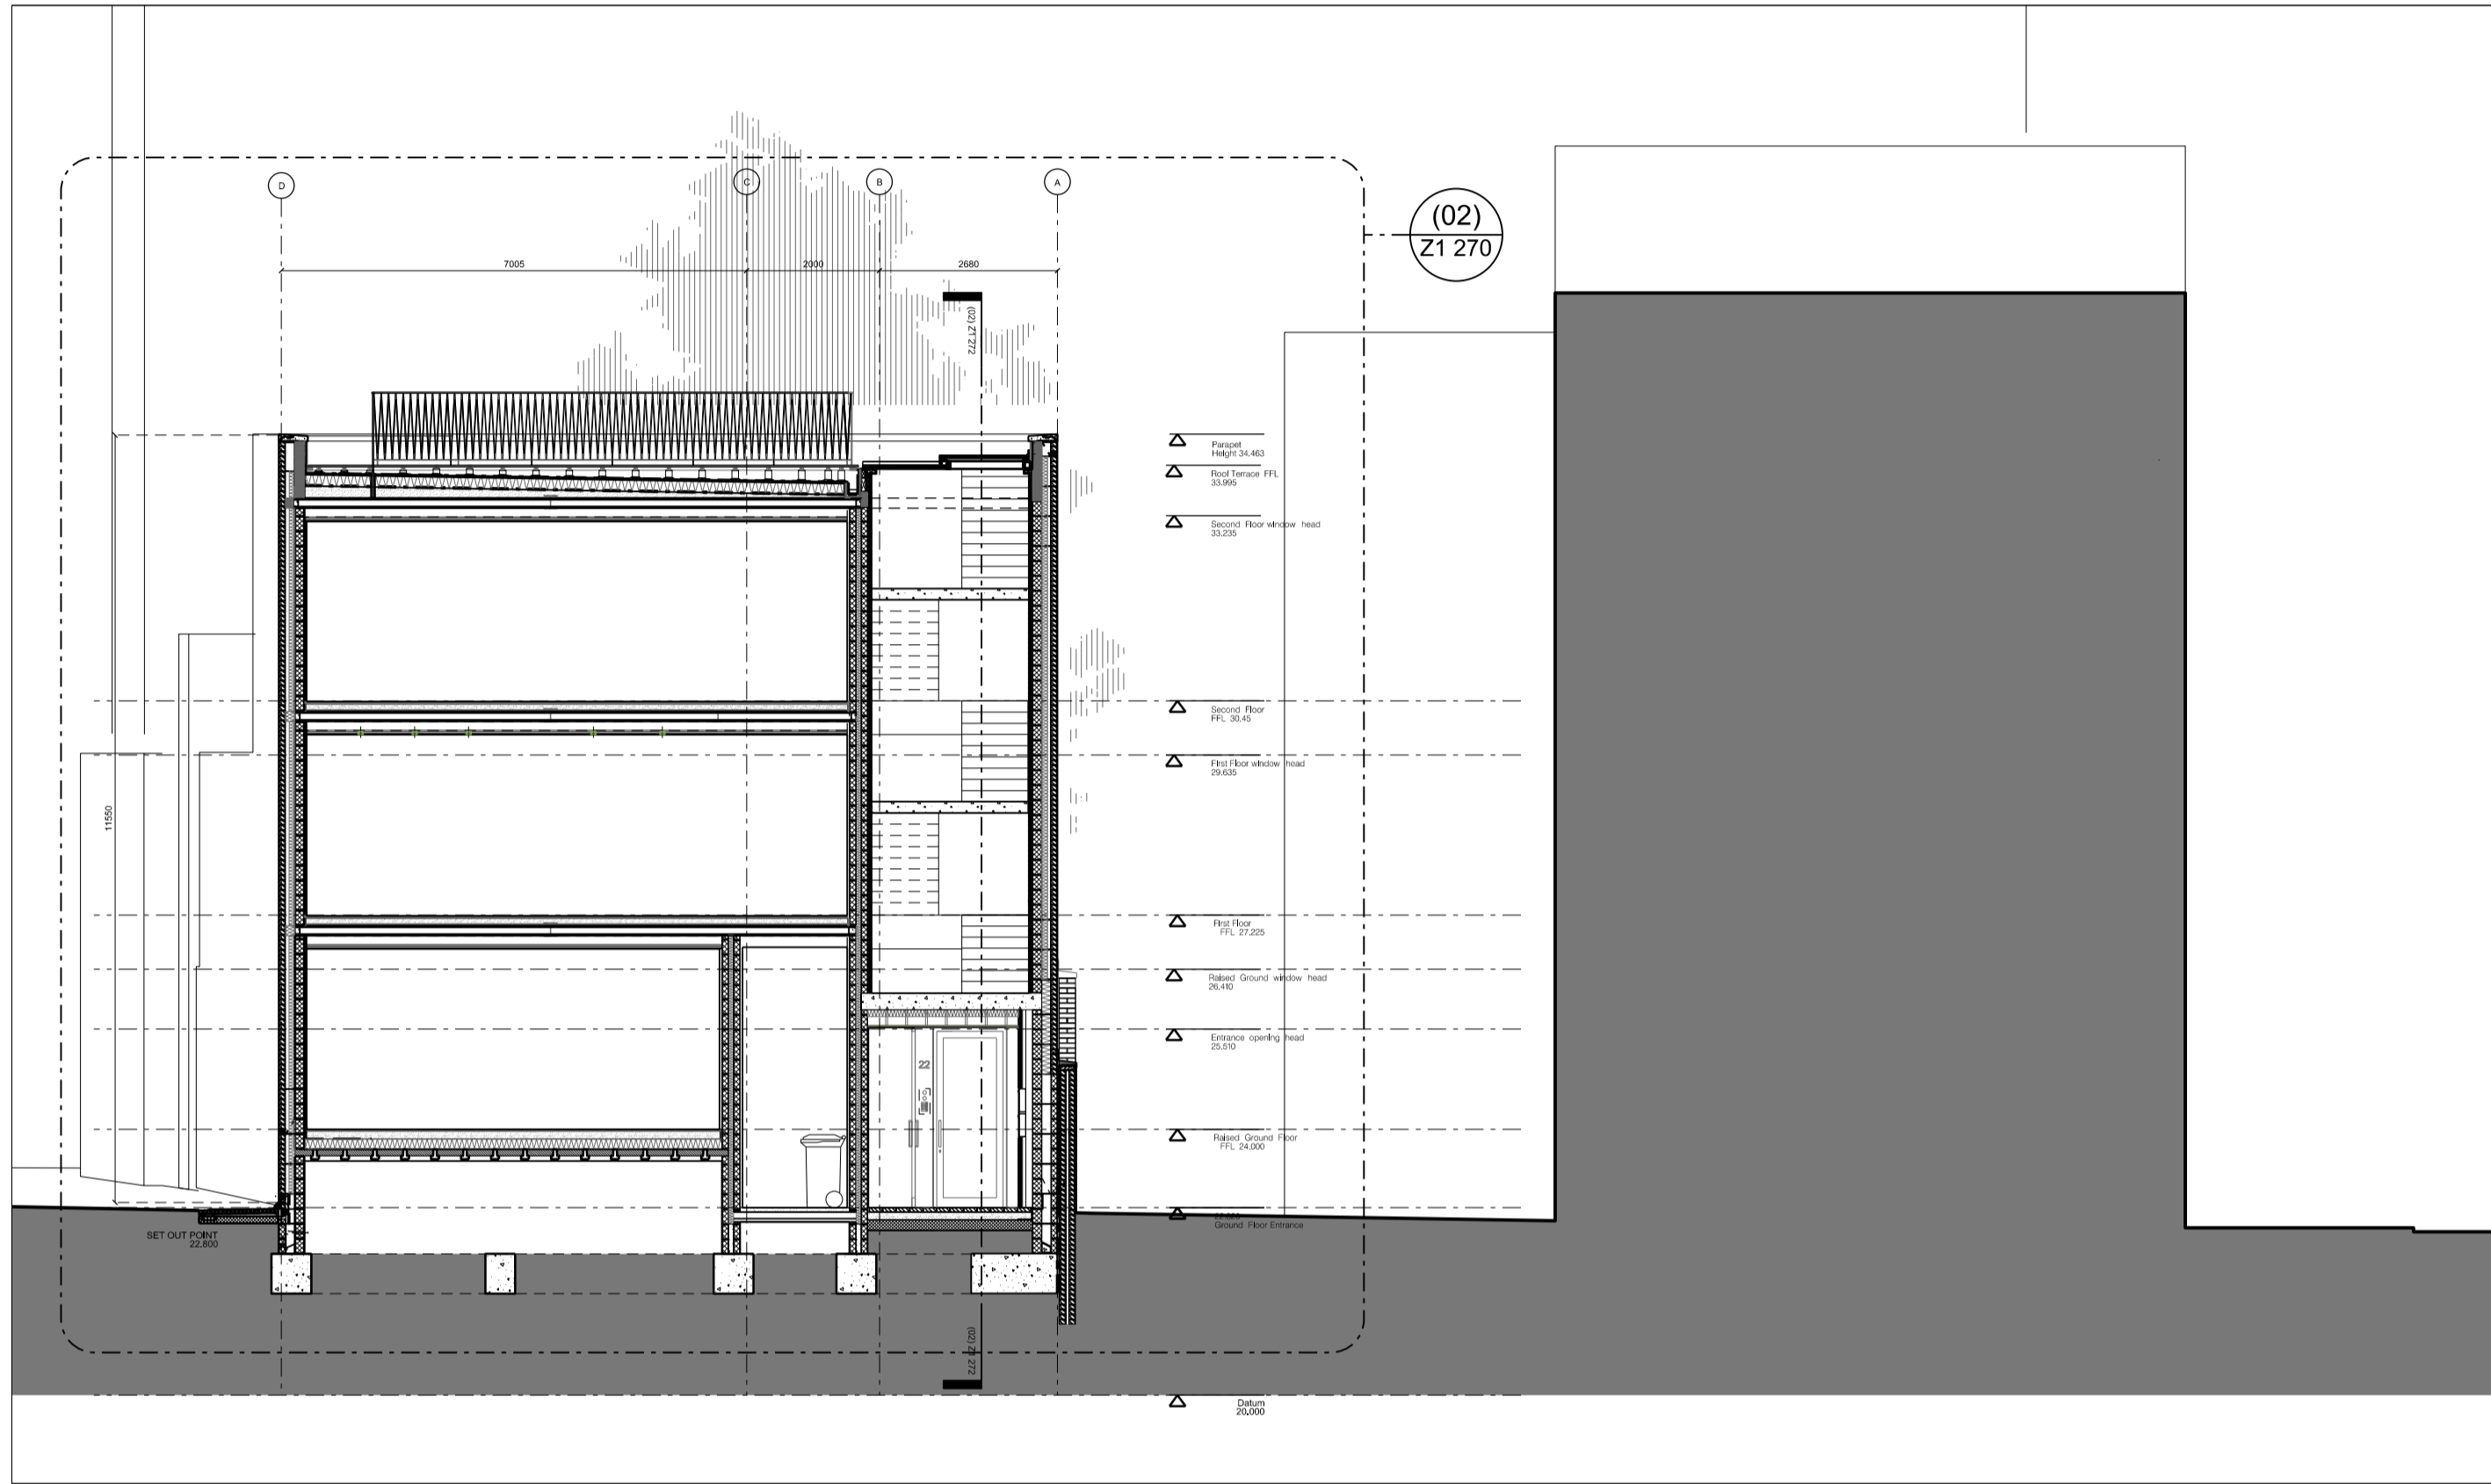 D
C
B
A
(02)
Z1 270
7005
2000
2680
(02) Z1 272
Parapet
Height 34.463
Roof Terrace FFL
33.995
Second Floor window head
33.235
Second Floor
FFL 30.45
First Floor window head
29.635
11550
First Floor
FFL 27.225
Raised Ground window head
26.410
Entrance opening head
25.510
22
Raised Ground Floor
FFL 24.000
Ground Floor Entrance
SET OUT POINT
22.800
(02) Z1 272
Datum
20.000